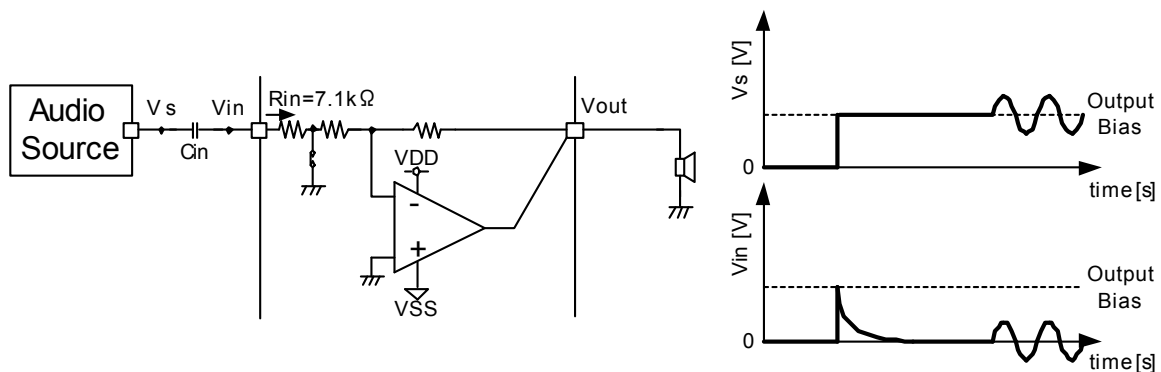 Audio
Source
Vs
Vin
Cin
Rin=7.1kΩ
VDD
-
+
VSS
Vout
Vs [V]
0
Output
Bias
time[s]
Vin [V]
0
Output
Bias
time[s]